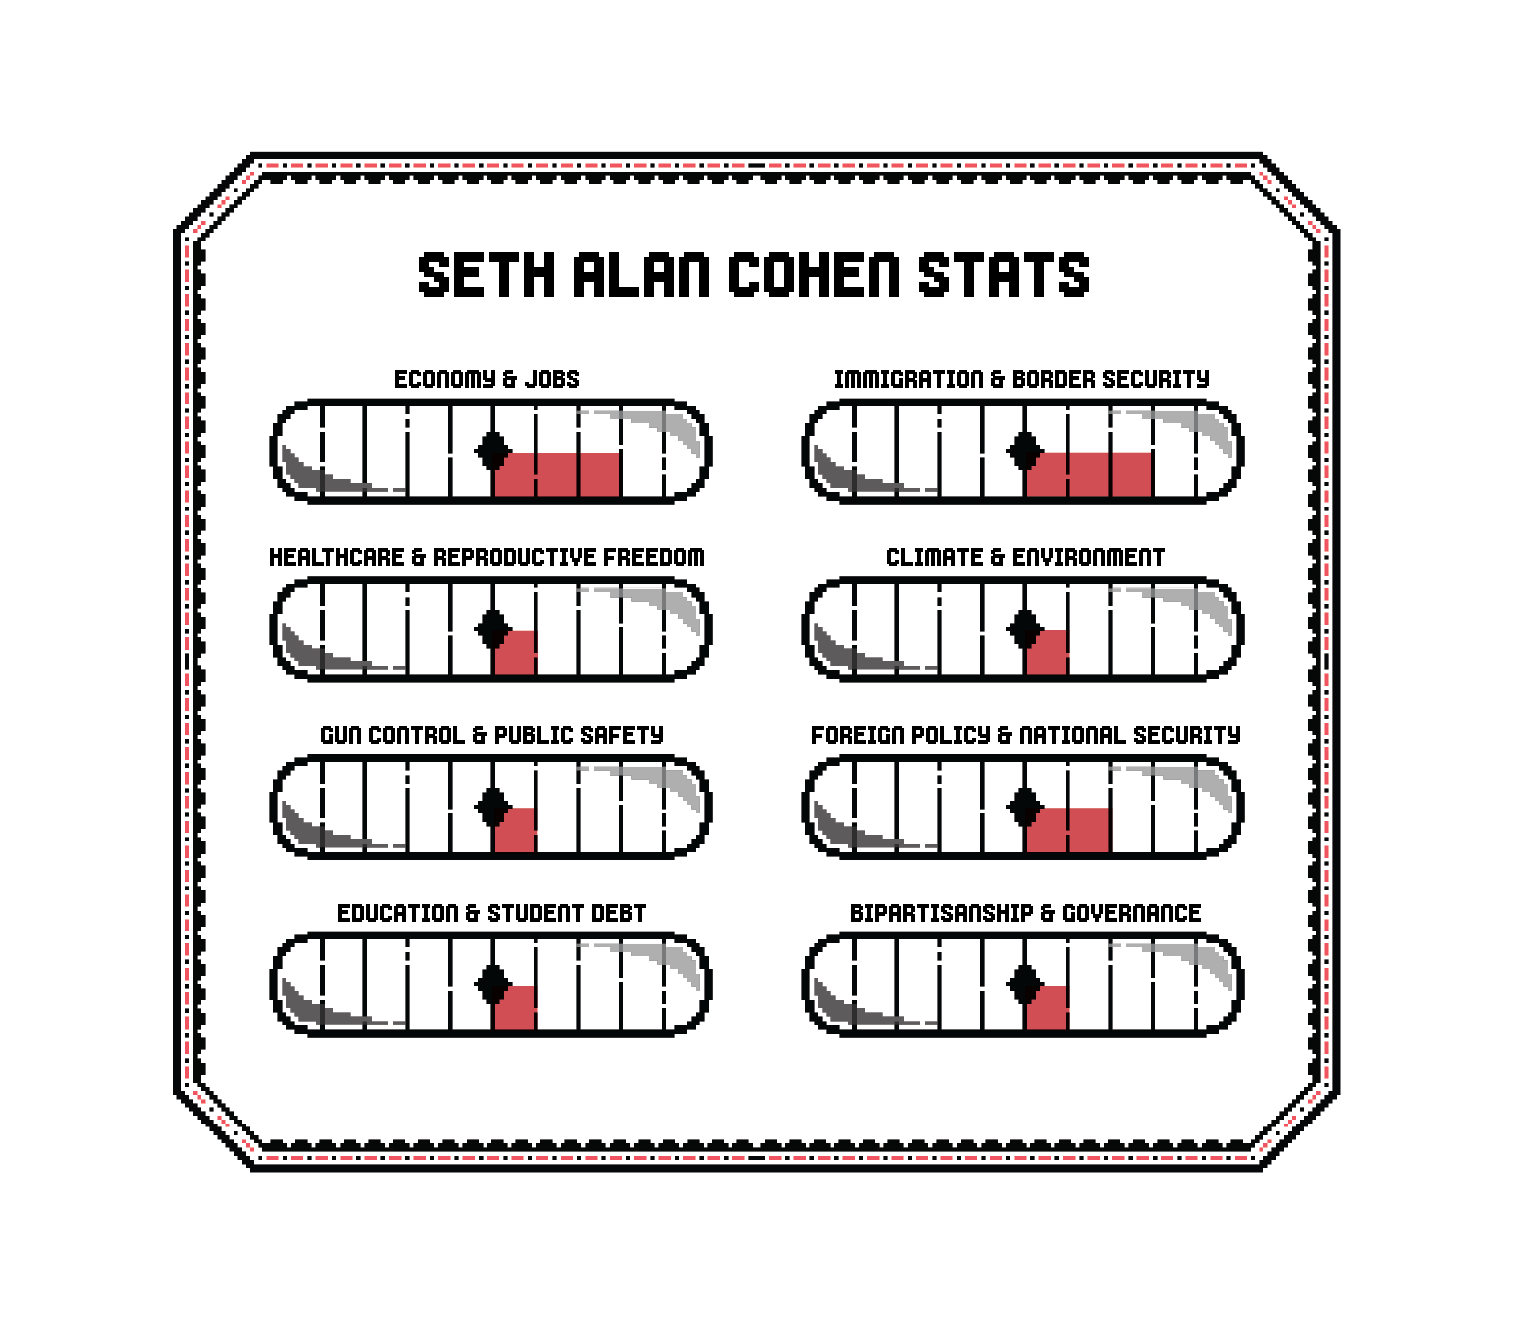 SETH ALAN COHEN STATS
ECONOMY & JOBS
IMMIGRATION & BORDER SECURITY
HEALTHCARE & REPRODUCTIVE FREEDOM
CLIMATE & ENVIRONMENT
GUN CONTROL & PUBLIC SAFETY
FOREIGN POLICY & NATIONAL SECURITY
EDUCATION & STUDENT DEBT
BIPARTISANSHIP & GOVERNANCE